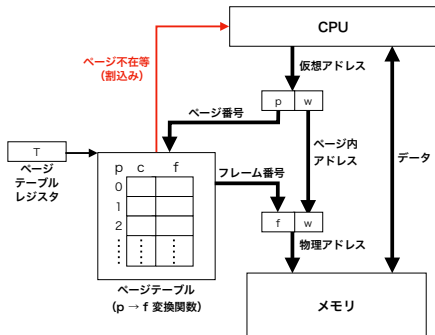 CPU
ページ不在等
(割込み)
仮想アドレス
p w
ページ番号
ページ内
アドレス
データ
T
ページ
テーブル
レジスタ
p c f
0
1
2
フレーム番号
f w
物理アドレス
ページテーブル
(p → f 変換関数)
メモリ